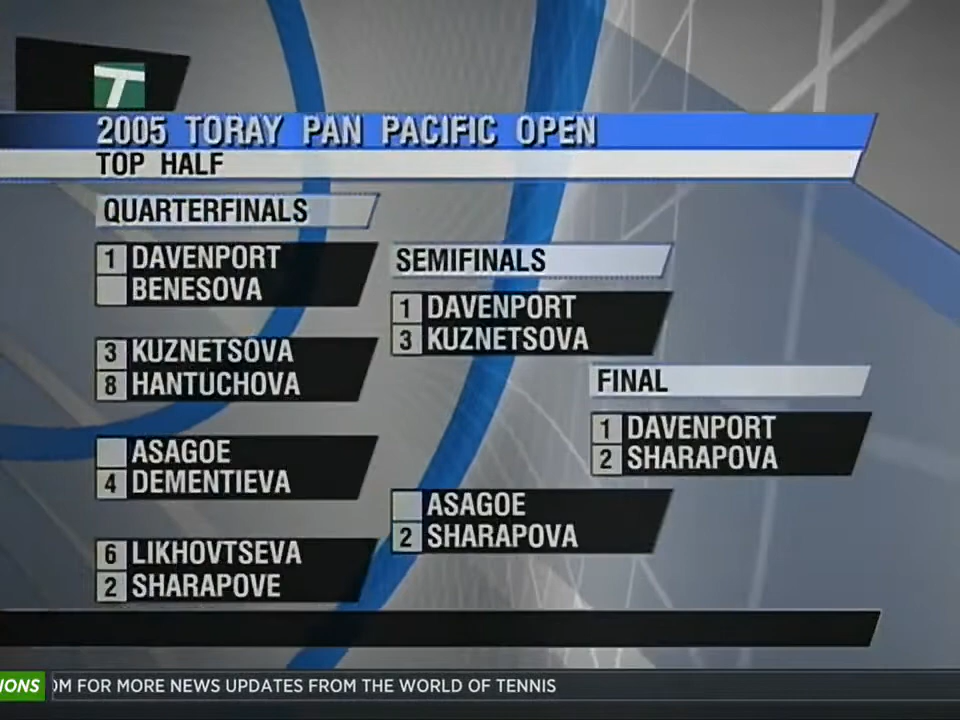 T
2005 TORAY PAN PACIFIC OPEN
TOP HALF
QUARTERFINALS
1 DAVENPORT
BENESOVA
3 KUZNETSOVA
8 HANTUCHOVA
ASAGOE
4 DEMENTIEVA
6 LIKHOVTSEVA
2 SHARAPOVE
SEMIFINALS
1 DAVENPORT
3 KUZNETSOVA
ASAGOE
2 SHARAPOVA
FINAL
1 DAVENPORT
2 SHARAPOVA
IONS OM FOR MORE NEWS UPDATES FROM THE WORLD OF TENNIS